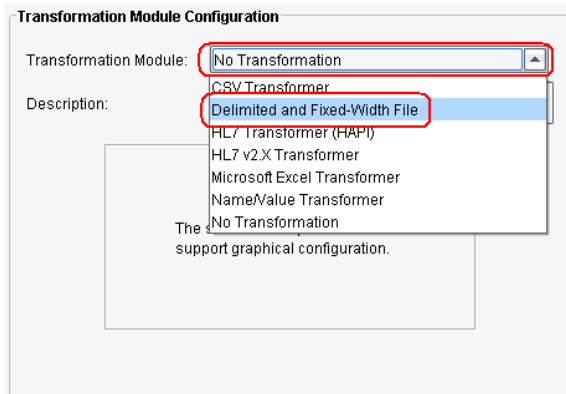 Transformation Module Configuration
Transformation Module: No Transformation
CSV Transformer
Description:
Delimited and Fixed-Width File
HL7 Transformer (HAPI)
HL7 v2.X Transformer
Microsoft Excel Transformer
Name/Value Transformer
No Transformation
The
support graphical configuration.